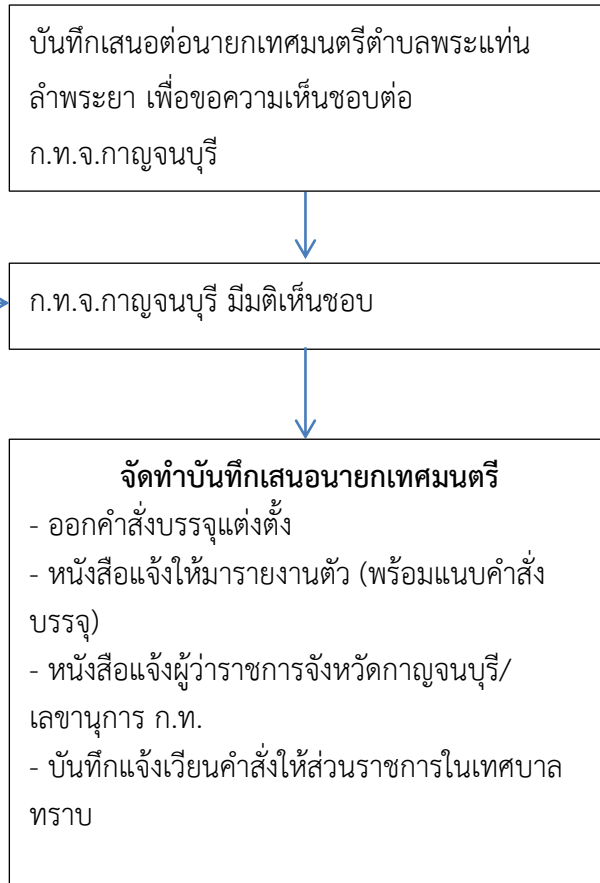 บันทึกเสนอต่อนายกเทศมนตรีตำบลพระแท่น
ลำพระยา เพื่อขอความเห็นชอบต่อ
ก.ท.จ.กาญจนบุรี
ก.ท.จ.กาญจนบุรี มีมติเห็นชอบ
จัดทำบันทึกเสนอนายกเทศมนตรี
- ออกคำสั่งบรรจุแต่งตั้ง
- หนังสือแจ้งให้มารายงานตัว (พร้อมแนบคำสั่ง
บรรจุ)
- หนังสือแจ้งผู้ว่าราชการจังหวัดกาญจนบุรี/
เลขานุการ ก.ท.
- บันทึกแจ้งเวียนคำสั่งให้ส่วนราชการในเทศบาล
ทราบ